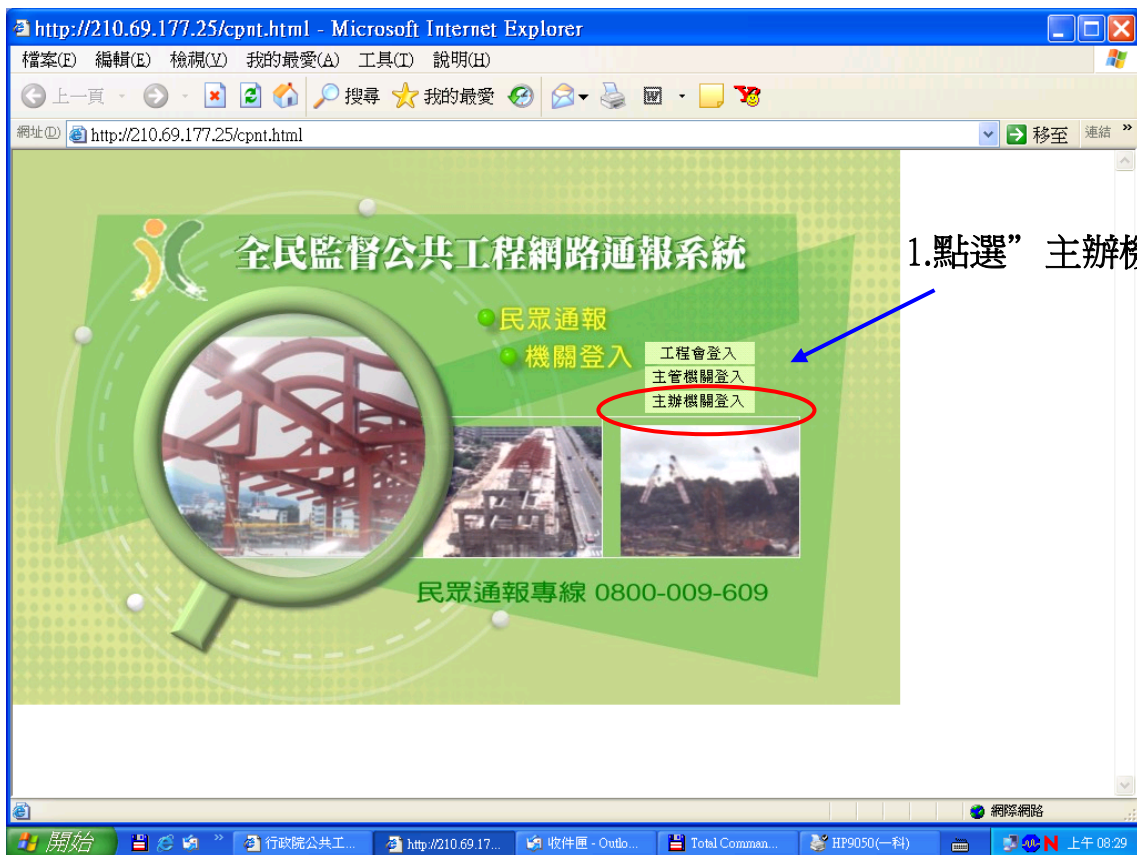 http://210.69.177.25/cpnt.html - Microsoft Internet Explorer
檔案(F) 編輯(E) 檢視(V) 我的最愛(A) 工具(T) 說明(H)
上一頁 搜尋 我的最愛
網址(D) http://210.69.177.25/cpnt.html 移至 連結 »
全民監督公共工程網路通報系統
1.點選”主辦機
民眾通報
機關登入
工程會登入
主管機關登入
主辦機關登入
民眾通報專線 0800-009-609
網際網路
開始 » 行政院公共工... http://210.69.17... 收件匣 - Outlo... Total Comman... HP9050(一科) 上午 08:29